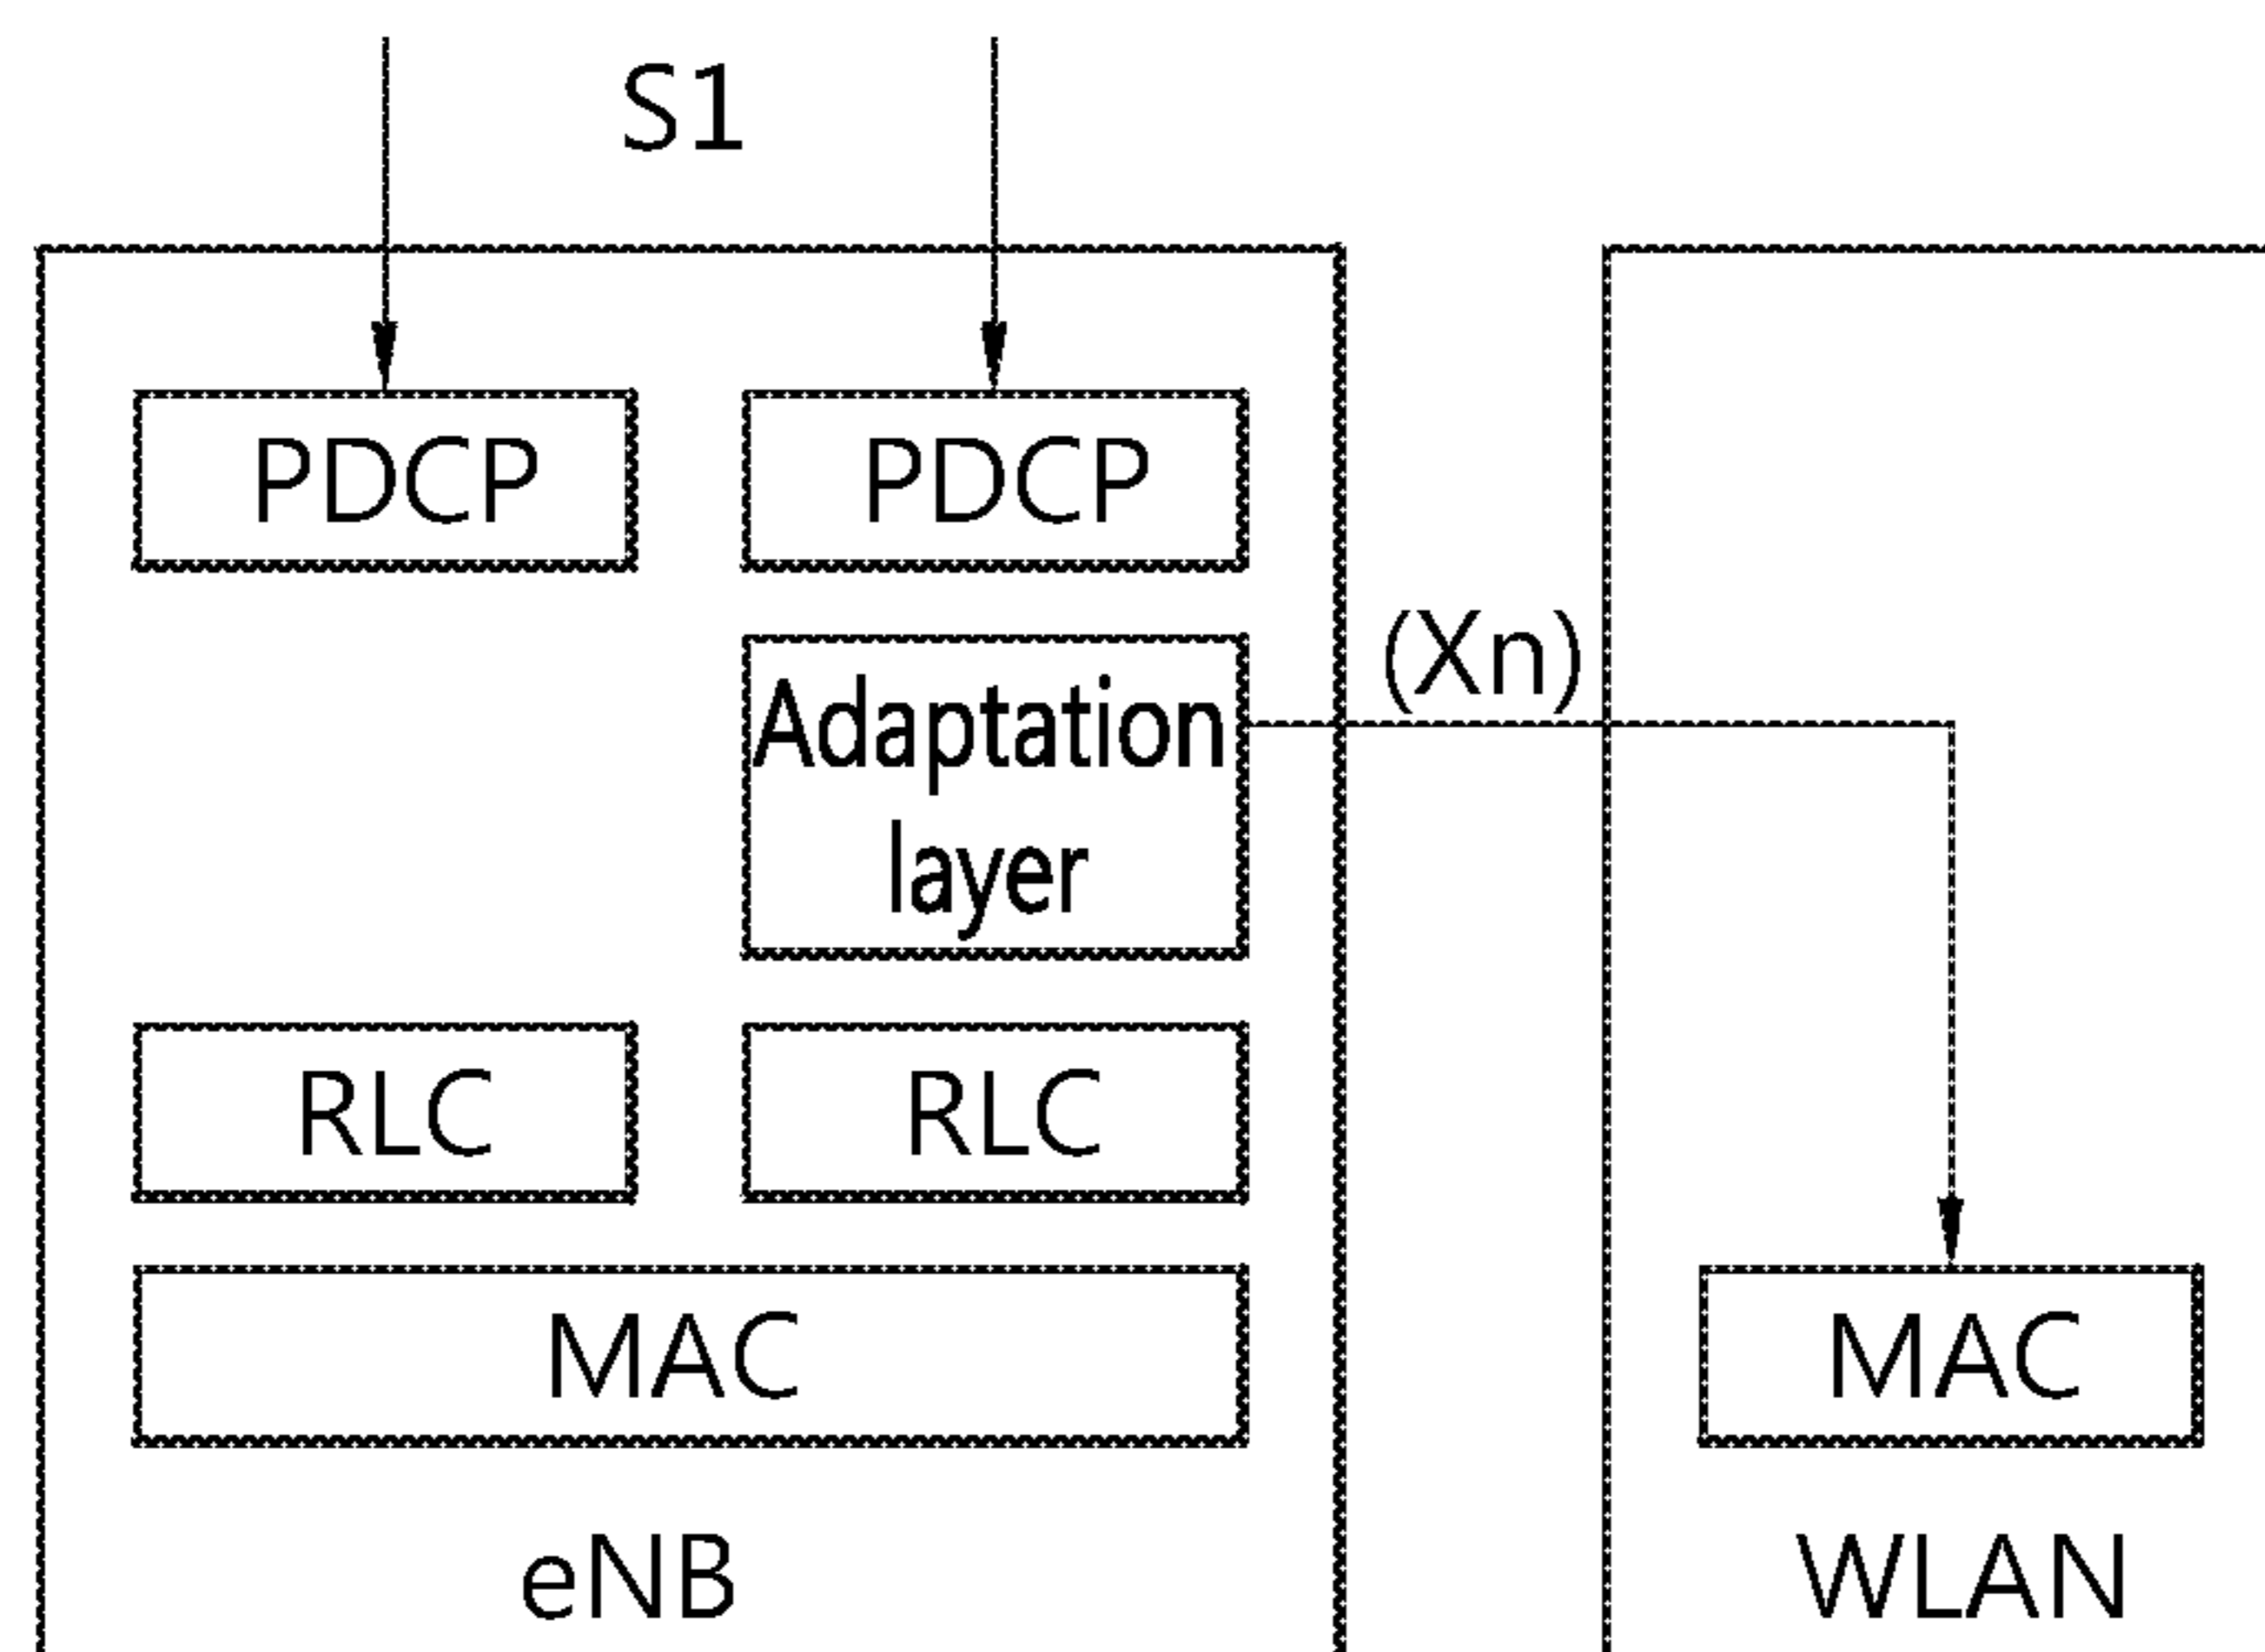 S1
PDCP
PDCP
(Xn)
Adaptation
layer
RLC
RLC
MAC
MAC
eNB
WLAN